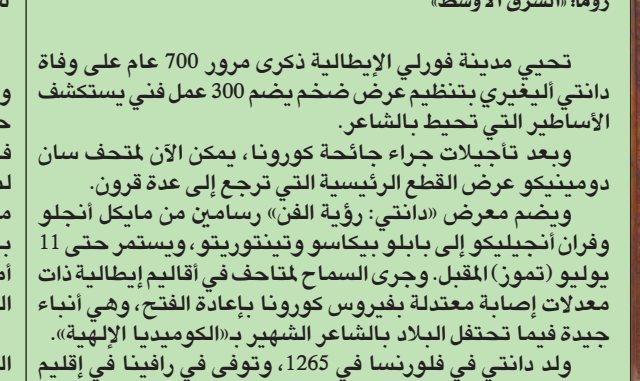 روما: «الشرق الأوسط»
تحيي مدينة فورلي الإيطالية ذكرى مرور 700 عام على وفاة
دانتي أليغيري بتنظيم عرض ضخم يضم 300 عمل فني يستكشف
الأساطير التي تحيط بالشاعر.
وبعد تأجيلات جراء جائحة كورونا، يمكن الآن لمتحف سان
دومينيكو عرض القطع الرئيسية التي ترجع إلى عدة قرون.
ويضم معرض «دانتي: رؤية الفن» رسامين من مايكل أنجلو
وفران أنجيليكو إلى بابلو بيكاسو وتينتوريتو، ويستمر حتى 11
يوليو (تموز) المقبل. وجرى السماح لمتاحف في أقاليم إيطالية ذات
معدلات إصابة معتدلة بفيروس كورونا بإعادة الفتح، وهي أنباء
جيدة فيما تحتفل البلاد بالشاعر الشهير بـ«الكوميديا الإلهية».
ولد دانتي في فلورنسا في 1265، وتوفى في رافينا في إقليم